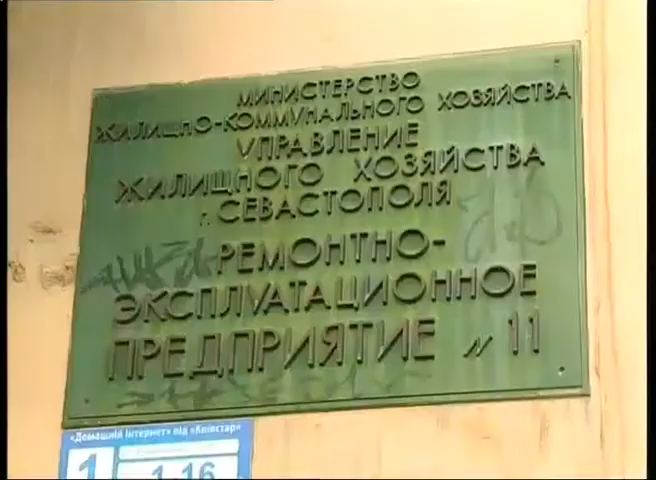 МИНИСТЕРСТВО
ЖИЛИЩНО-КОММУНАЛЬНОГО ХОЗЯЙСТВА
УПРАВЛЕНИЕ
ЖИЛИЩНОГО ХОЗЯЙСТВА
г. СЕВАСТОПОЛЯ
РЕМОНТНО-
ЭКСПЛУАТАЦИОННОЕ
ПРЕДПРИЯТИЕ N 11
«Домашній Інтернет» від «Київстар»
1
1-16